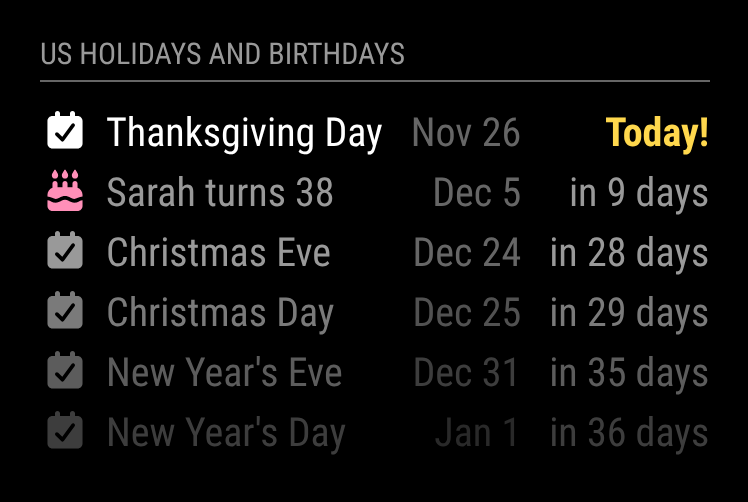 US HOLIDAYS AND BIRTHDAYS
Thanksgiving Day Nov 26 Today!
Sarah turns 38 Dec 5 in 9 days
Christmas Eve Dec 24 in 28 days
Christmas Day Dec 25 in 29 days
New Year's Eve Dec 31 in 35 days
New Year's Day Jan 1 in 36 days